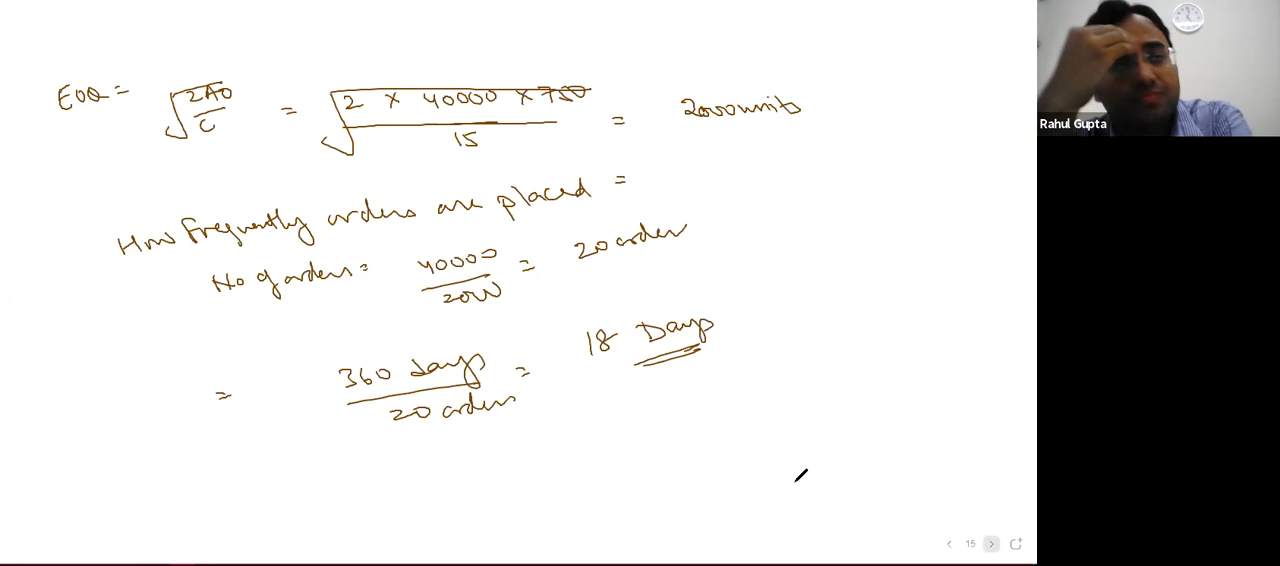 EOQ = √2AO/C = √2 × 40000 × 750/15 = 2000 units
How Frequently orders are placed =
No of orders = 40000/2000 = 20 orders
= 360 days/20 orders = 18 Days
Rahul Gupta
15